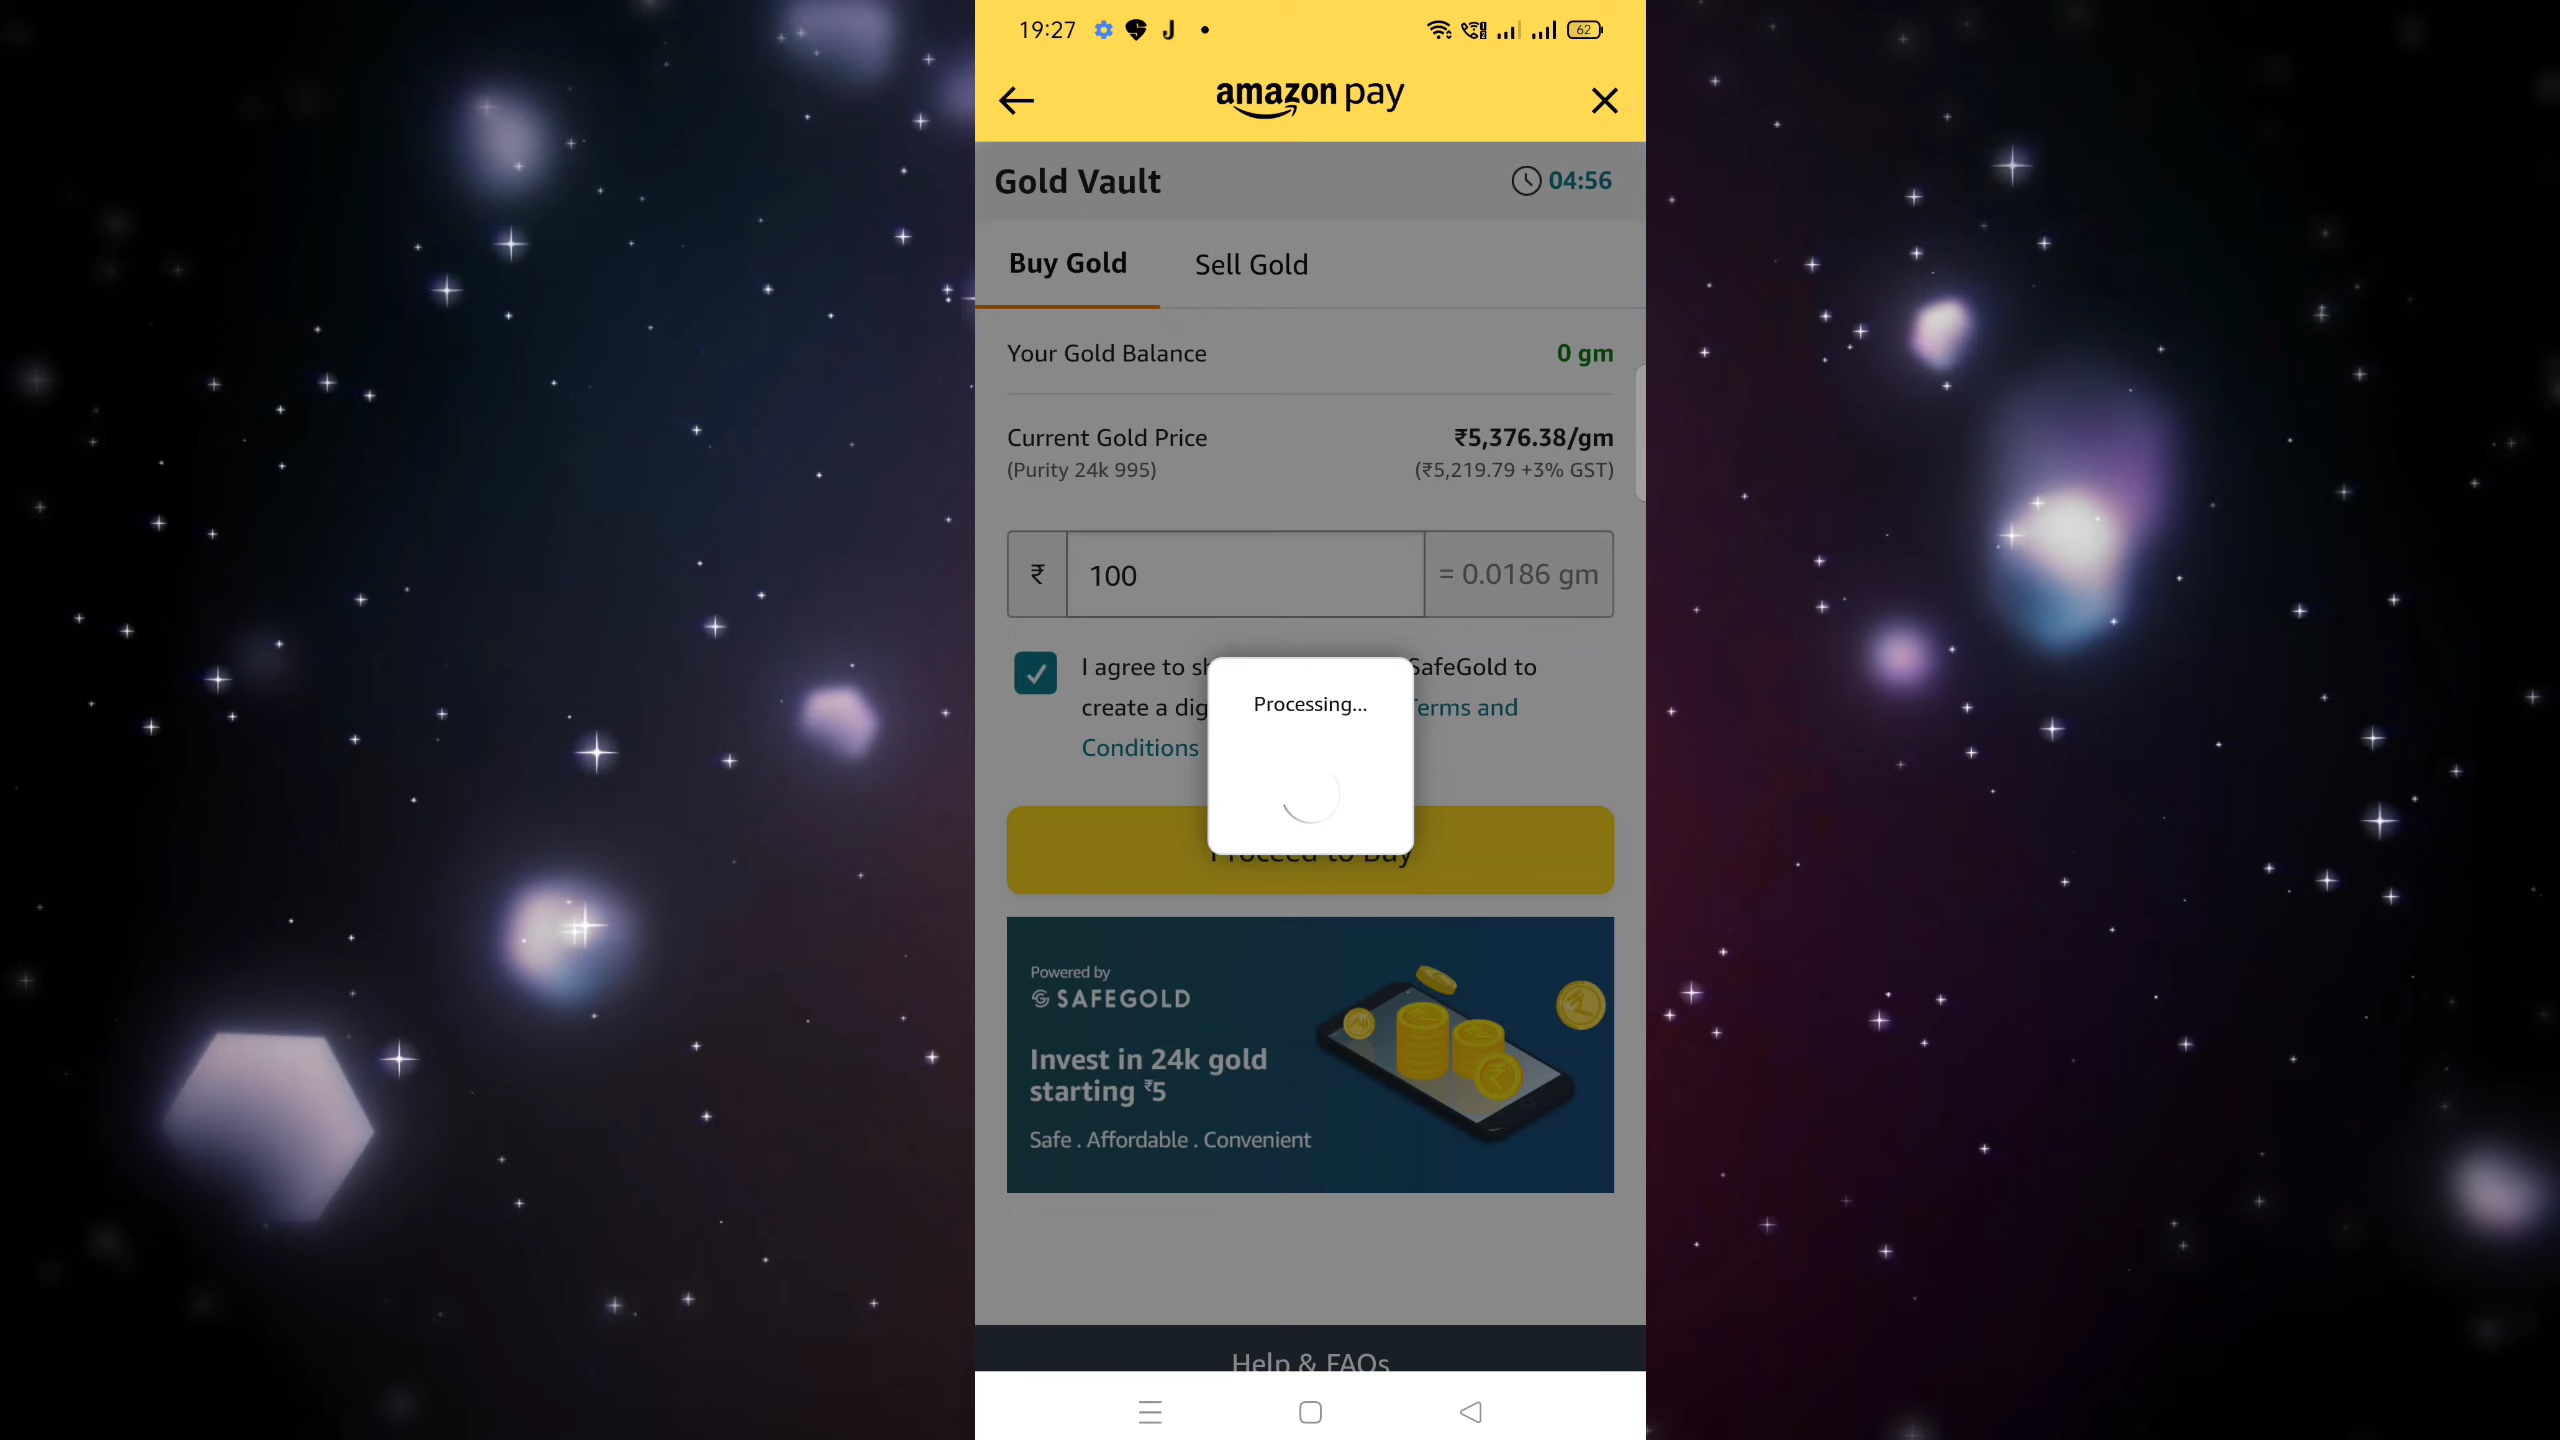 19:27 J 62
amazon pay
Gold Vault 04:56
Buy Gold Sell Gold
Your Gold Balance 0 gm
Current Gold Price ₹5,376.38/gm
(Purity 24k 995) (₹5,219.79 +3% GST)
₹ 100 = 0.0186 gm
I agree to SafeGold to
create a Terms and
Conditions
Processing...
Proceed to Buy
Powered by
SAFEGOLD
Invest in 24k gold
starting ₹5
Safe . Affordable . Convenient
Help & FAQs